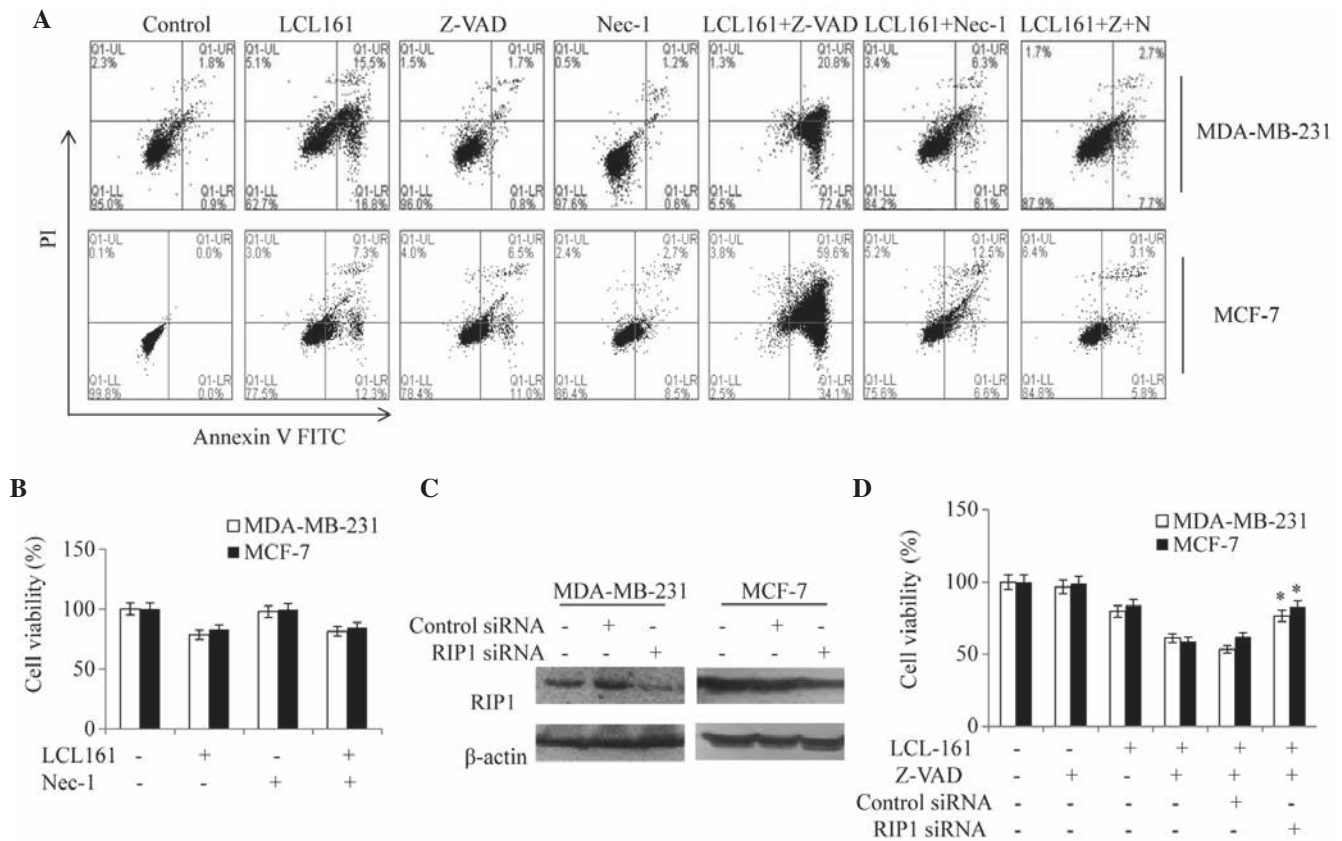 A
Control LCL161 Z-VAD Nec-1 LCL161+Z-VAD LCL161+Nec-1 LCL161+Z+N
Q1-UL Q1-UR Q1-UL Q1-UR Q1-UL Q1-UR Q1-UL Q1-UR Q1-UL Q1-UR Q1-UL Q1-UR
2.3% 1.8% 5.1% 15.5% 1.5% 1.7% 0.5% 1.2% 1.3% 20.8% 3.4% 6.3% 1.7% 2.7%
MDA-MB-231
Q1-LL Q1-LR Q1-LL Q1-LR Q1-LL Q1-LR Q1-LL Q1-LR Q1-LL Q1-LR Q1-LL Q1-LR
95.0% 0.9% 62.7% 16.8% 96.0% 0.8% 97.6% 0.6% 5.5% 72.4% 84.2% 6.1% 87.9% 7.7%
PI
Q1-UL Q1-UR Q1-UL Q1-UR Q1-UL Q1-UR Q1-UL Q1-UR Q1-UL Q1-UR Q1-UL Q1-UR Q1-UL Q1-UR
0.1% 0.0% 3.0% 7.3% 4.0% 6.5% 2.4% 2.7% 3.8% 59.6% 5.2% 12.5% 6.4% 3.1%
MCF-7
Q1-LL Q1-LR Q1-LL Q1-LR Q1-LL Q1-LR Q1-LL Q1-LR Q1-LL Q1-LR Q1-LL Q1-LR Q1-LL Q1-LR
99.8% 0.0% 77.5% 12.3% 78.4% 11.0% 86.4% 8.5% 2.5% 34.1% 75.6% 6.6% 84.8% 5.8%
Annexin V FITC
B
MDA-MB-231
MCF-7
Cell viability (%)
150
100
50
0
LCL161 - + - +
Nec-1 - - + +
C
MDA-MB-231 MCF-7
Control siRNA - + - - + -
RIP1 siRNA - - + - - +
RIP1
β-actin
D
MDA-MB-231
MCF-7
Cell viability (%)
150
100
50
0
* *
LCL-161 - - + + + +
Z-VAD - + - + + +
Control siRNA - - - - + -
RIP1 siRNA - - - - - +